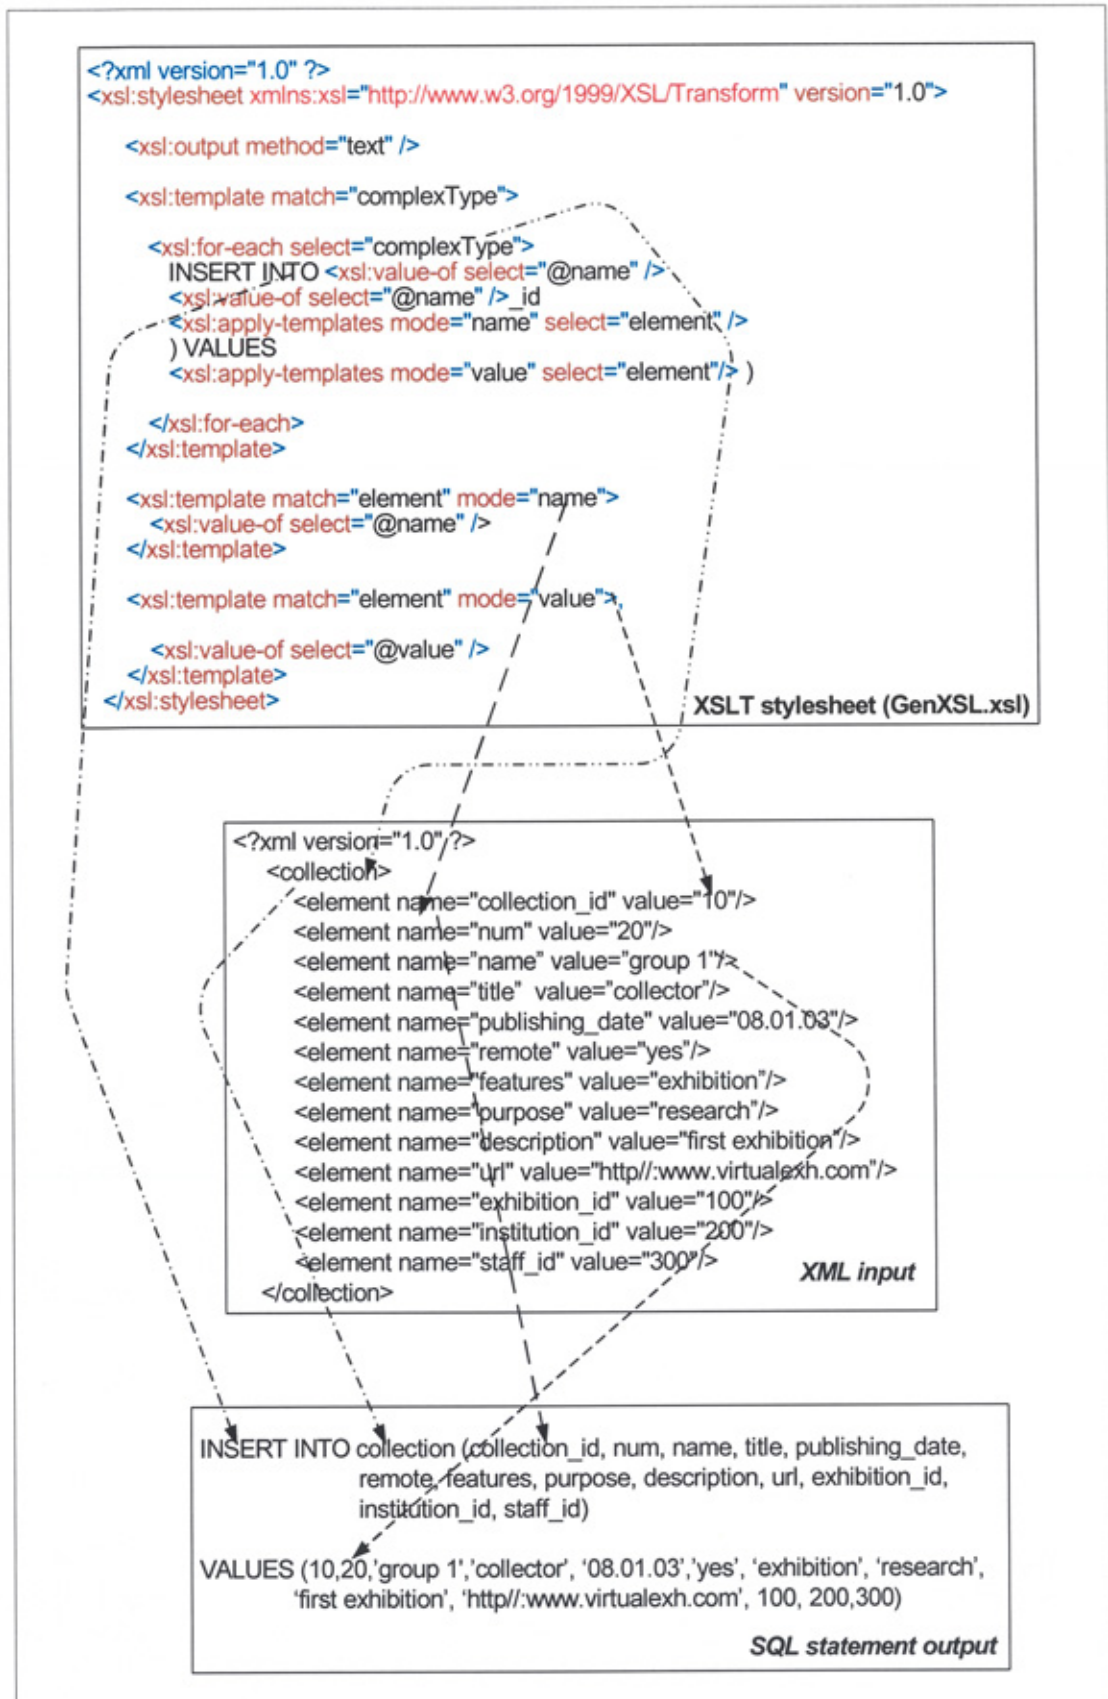 <?xml version="1.0" ?>
<xsl:stylesheet xmlns:xsl="http://www.w3.org/1999/XSL/Transform" version="1.0">
<xsl:output method="text" />
<xsl:template match="complexType">
<xsl:for-each select="complexType">
INSERT INTO <xsl:value-of select="@name" />
<xsl:value-of select="@name" />_id
<xsl:apply-templates mode="name" select="element" />
) VALUES
<xsl:apply-templates mode="value" select="element"/> )
</xsl:for-each>
</xsl:template>
<xsl:template match="element" mode="name">
<xsl:value-of select="@name" />
</xsl:template>
<xsl:template match="element" mode="value">,
<xsl:value-of select="@value" />
</xsl:template>
</xsl:stylesheet>
XSLT stylesheet (GenXSL.xsl)
<?xml version="1.0" ?>
<collection>
<element name="collection_id" value="10"/>
<element name="num" value="20"/>
<element name="name" value="group 1"/>
<element name="title" value="collector"/>
<element name="publishing_date" value="08.01.03"/>
<element name="remote" value="yes"/>
<element name="features" value="exhibition"/>
<element name="purpose" value="research"/>
<element name="description" value="first exhibition"/>
<element name="url" value="http//:www.virtualexh.com"/>
<element name="exhibition_id" value="100"/>
<element name="institution_id" value="200"/>
<element name="staff_id" value="300"/>
</collection>
XML input
INSERT INTO collection (collection_id, num, name, title, publishing_date,
remote, features, purpose, description, url, exhibition_id,
institution_id, staff_id)
VALUES (10,20,'group 1','collector', '08.01.03','yes', 'exhibition', 'research',
'first exhibition', 'http//:www.virtualexh.com', 100, 200,300)
SQL statement output